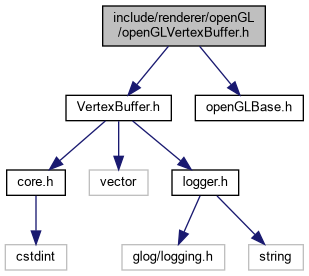 include/renderer/openGL
/openGLVertexBuffer.h
VertexBuffer.h
openGLBase.h
core.h
vector
logger.h
cstdint
glog/logging.h
string